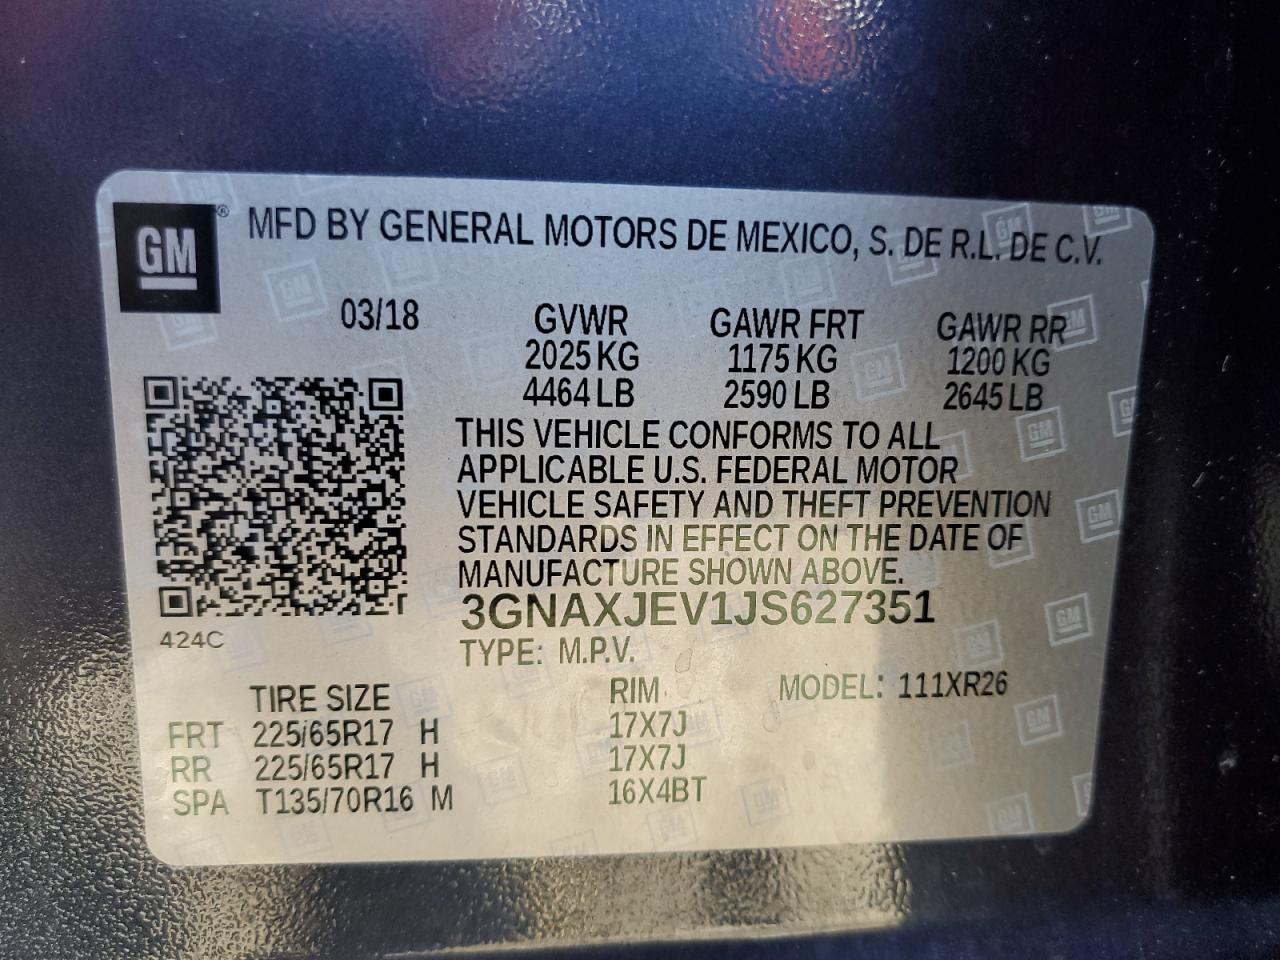 GM ® MFD BY GENERAL MOTORS DE MEXICO, S. DE R.L. DE C.V.
03/18 GVWR GAWR FRT GAWR RR
2025 KG 1175 KG 1200 KG
4464 LB 2590 LB 2645 LB
THIS VEHICLE CONFORMS TO ALL
APPLICABLE U.S. FEDERAL MOTOR
VEHICLE SAFETY AND THEFT PREVENTION
STANDARDS IN EFFECT ON THE DATE OF
MANUFACTURE SHOWN ABOVE.
3GNAXJEV1JS627351
424C TYPE: M.P.V.
TIRE SIZE RIM MODEL: 111XR26
FRT 225/65R17 H 17X7J
RR 225/65R17 H 17X7J
SPA T135/70R16 M 16X4BT